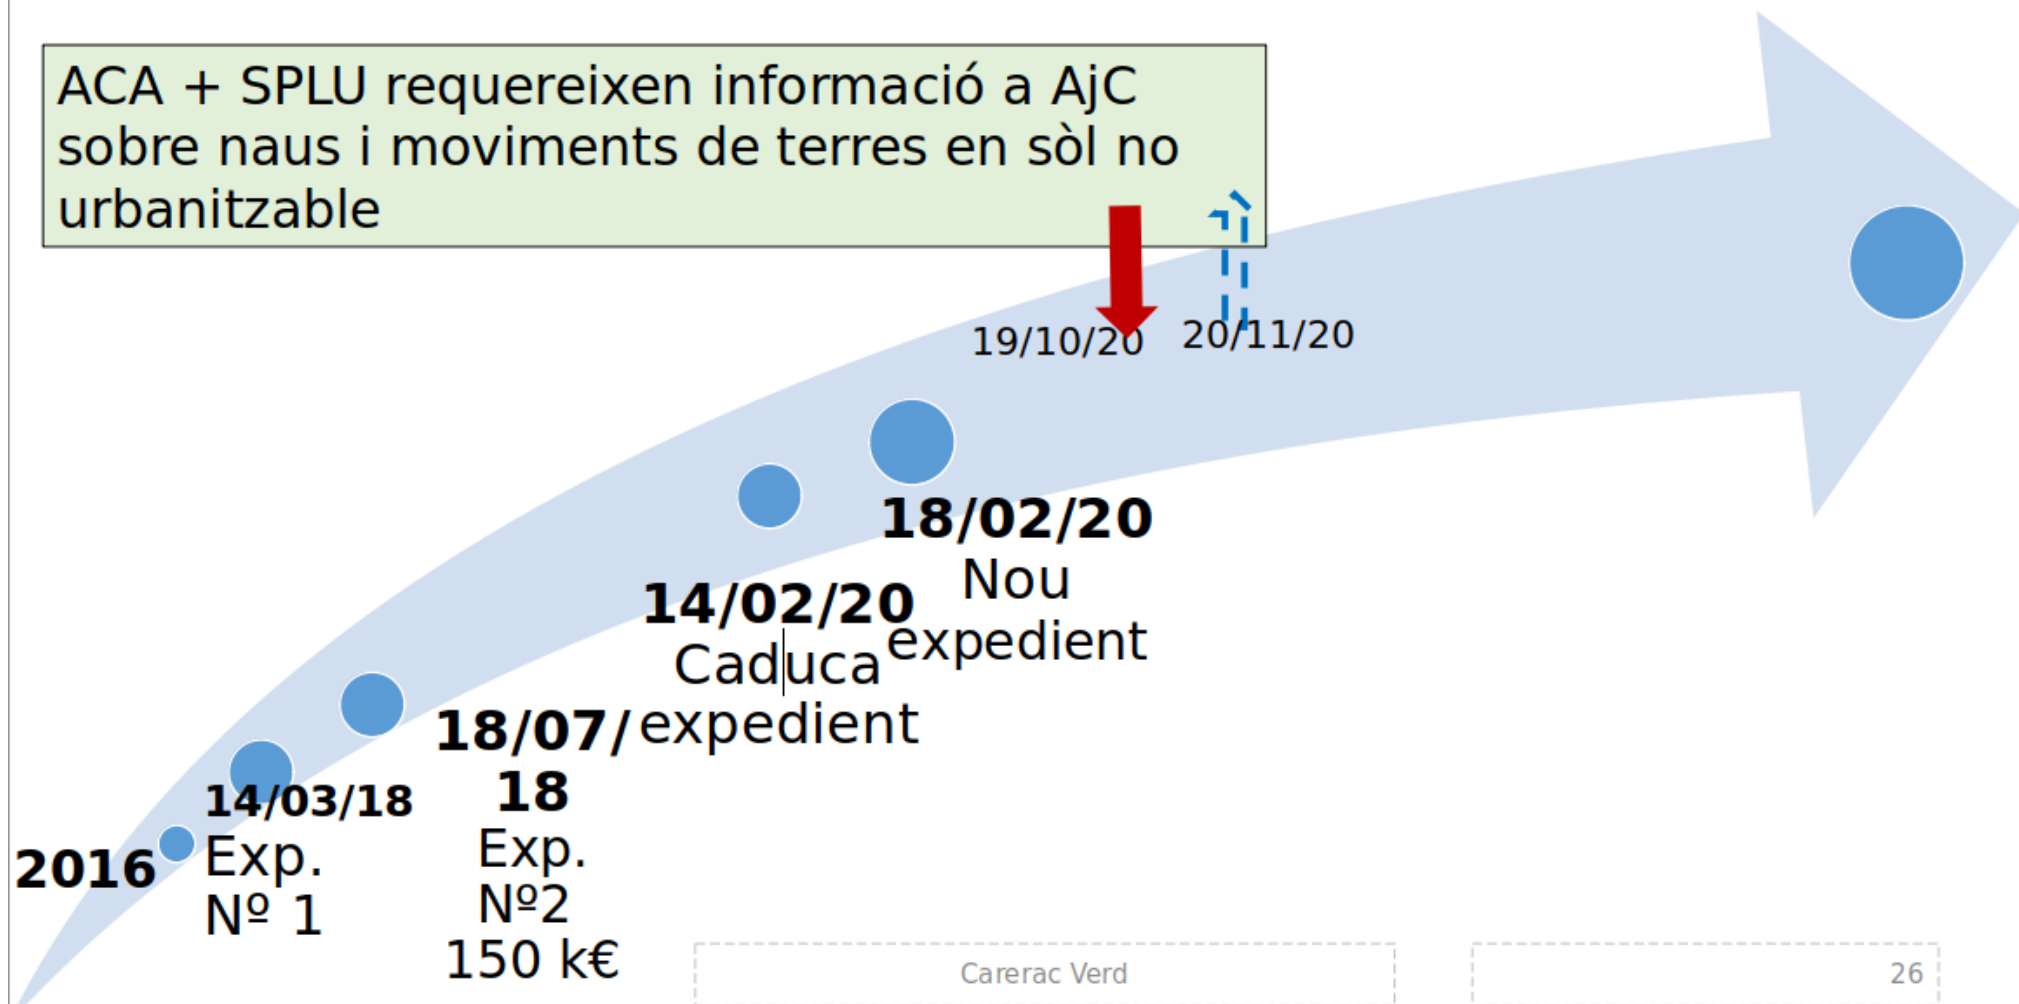 ACA + SPLU requereixen informació a AjC
sobre naus i moviments de terres en sòl no
urbanitzable
19/10/20
20/11/20
18/02/20
Nou
expedient
14/02/20
Caduca
expedient
18/07/
18
Exp.
Nº2
150 k€
14/03/18
Exp.
Nº 1
2016
Carerac Verd
26